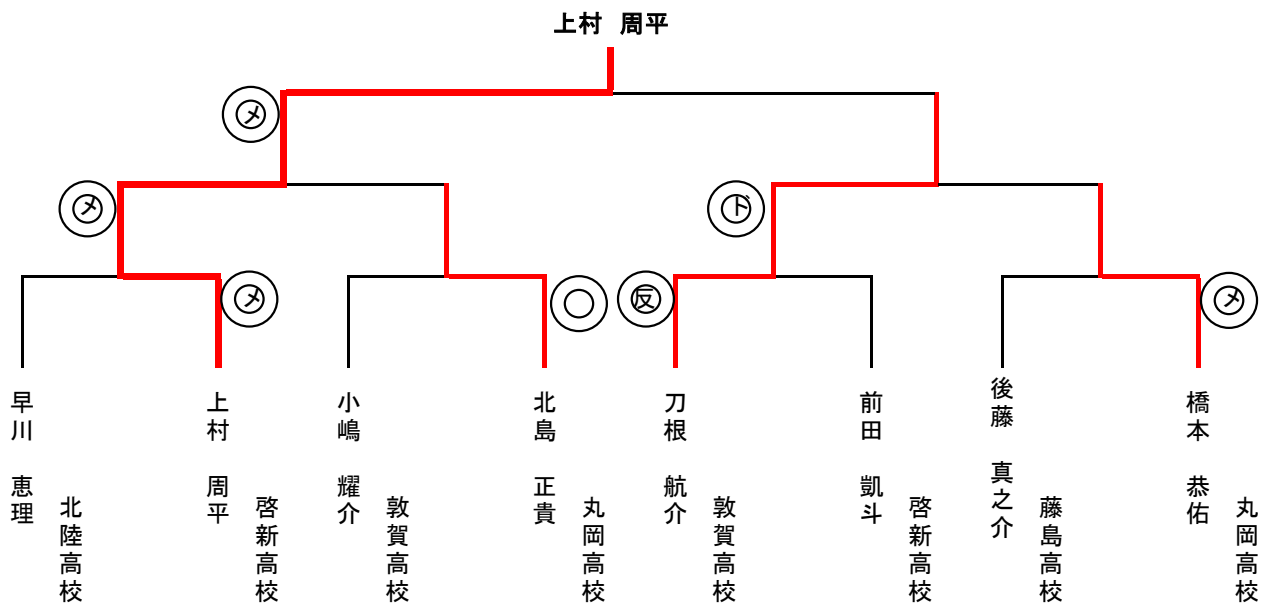 上村 周平
メ
メ
ド
メ
〇
反
メ
早川 恵理
北陸高校
上村 周平
啓新高校
小嶋 耀介
敦賀高校
北島 正貴
丸岡高校
刀根 航介
敦賀高校
前田 凱斗
啓新高校
後藤 真之介
藤島高校
橋本 恭佑
丸岡高校